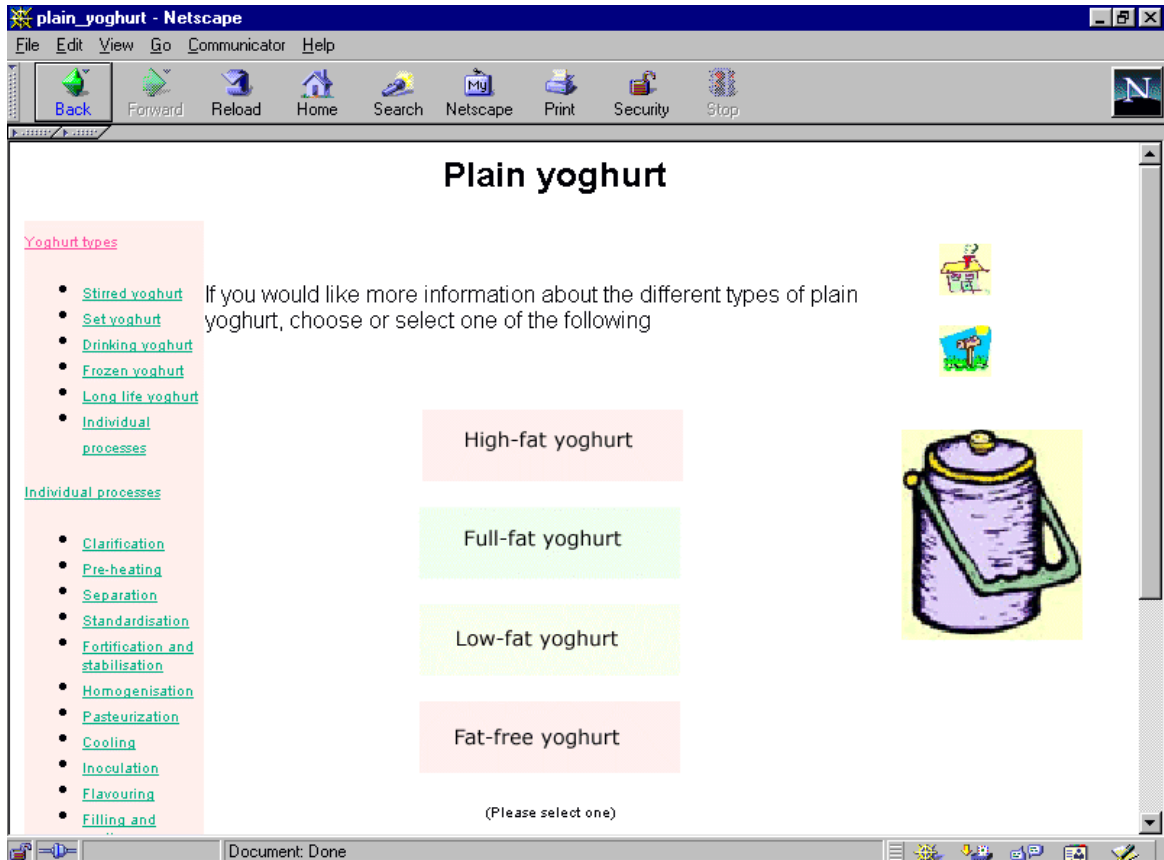 plain_yoghurt - Netscape
File Edit View Go Communicator Help
My
N
Back Forward Reload Home Search Netscape Print Security Stop
Plain yoghurt
Yoghurt types
Stirred yoghurt
Set yoghurt
Drinking yoghurt
Frozen yoghurt
Long life yoghurt
Individual
processes
Individual processes
Clarification
Pre-heating
Separation
Standardisation
Fortification and
stabilisation
Homogenisation
Pasteurization
Cooling
Inoculation
Flavouring
Filling and
If you would like more information about the different types of plain
yoghurt, choose or select one of the following
High-fat yoghurt
Full-fat yoghurt
Low-fat yoghurt
Fat-free yoghurt
(Please select one)
Document: Done